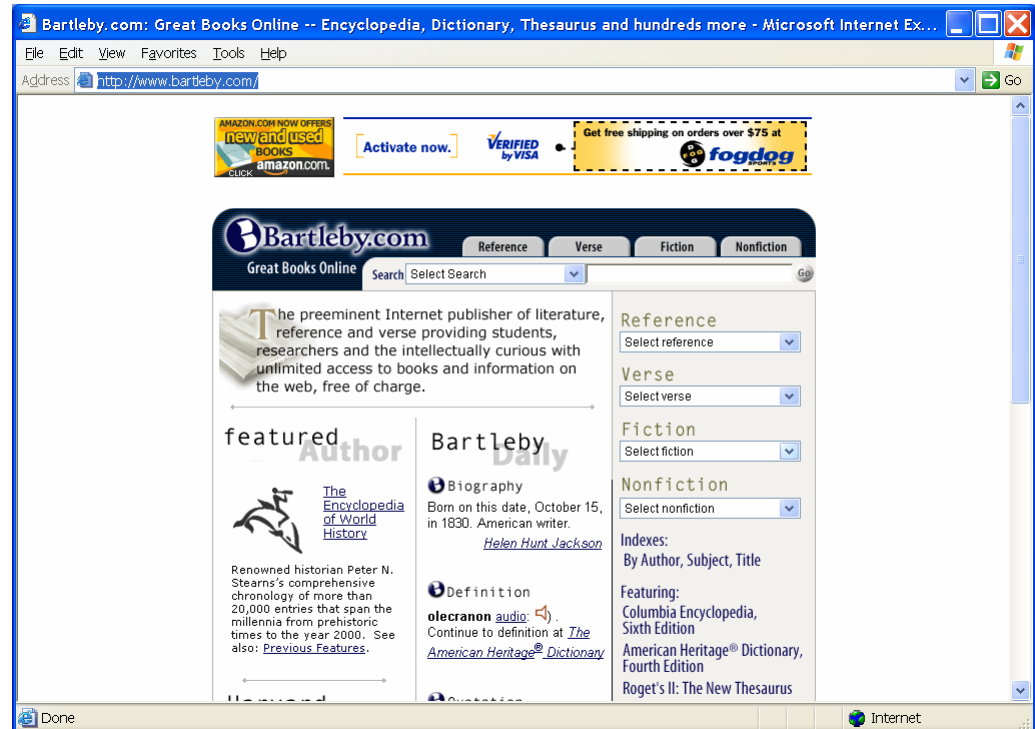 Bartleby.com: Great Books Online -- Encyclopedia, Dictionary, Thesaurus and hundreds more - Microsoft Internet Ex...
File Edit View Favorites Tools Help
Address http://www.bartleby.com/ Go
AMAZON.COM NOW OFFERS
new and used
BOOKS
amazon.com.
CLICK
Activate now.
VERIFIED
by VISA
Get free shipping on orders over $75 at
fogdog
SPORTS
Bartleby.com
Great Books Online
Reference Verse Fiction Nonfiction
Search Select Search Go
The preeminent Internet publisher of literature,
reference and verse providing students,
researchers and the intellectually curious with
unlimited access to books and information on
the web, free of charge.
featured
Author
The
Encyclopedia
of World
History
Renowned historian Peter N.
Stearns's comprehensive
chronology of more than
20,000 entries that span the
millennia from prehistoric
times to the year 2000. See
also: Previous Features.
Bartleby
Daily
Biography
Born on this date, October 15,
in 1830. American writer.
Helen Hunt Jackson
Definition
olecranon audio: .
Continue to definition at The
American Heritage® Dictionary
Reference
Select reference
Verse
Select verse
Fiction
Select fiction
Nonfiction
Select nonfiction
Indexes:
By Author, Subject, Title
Featuring:
Columbia Encyclopedia,
Sixth Edition
American Heritage® Dictionary,
Fourth Edition
Roget's II: The New Thesaurus
Done
Internet